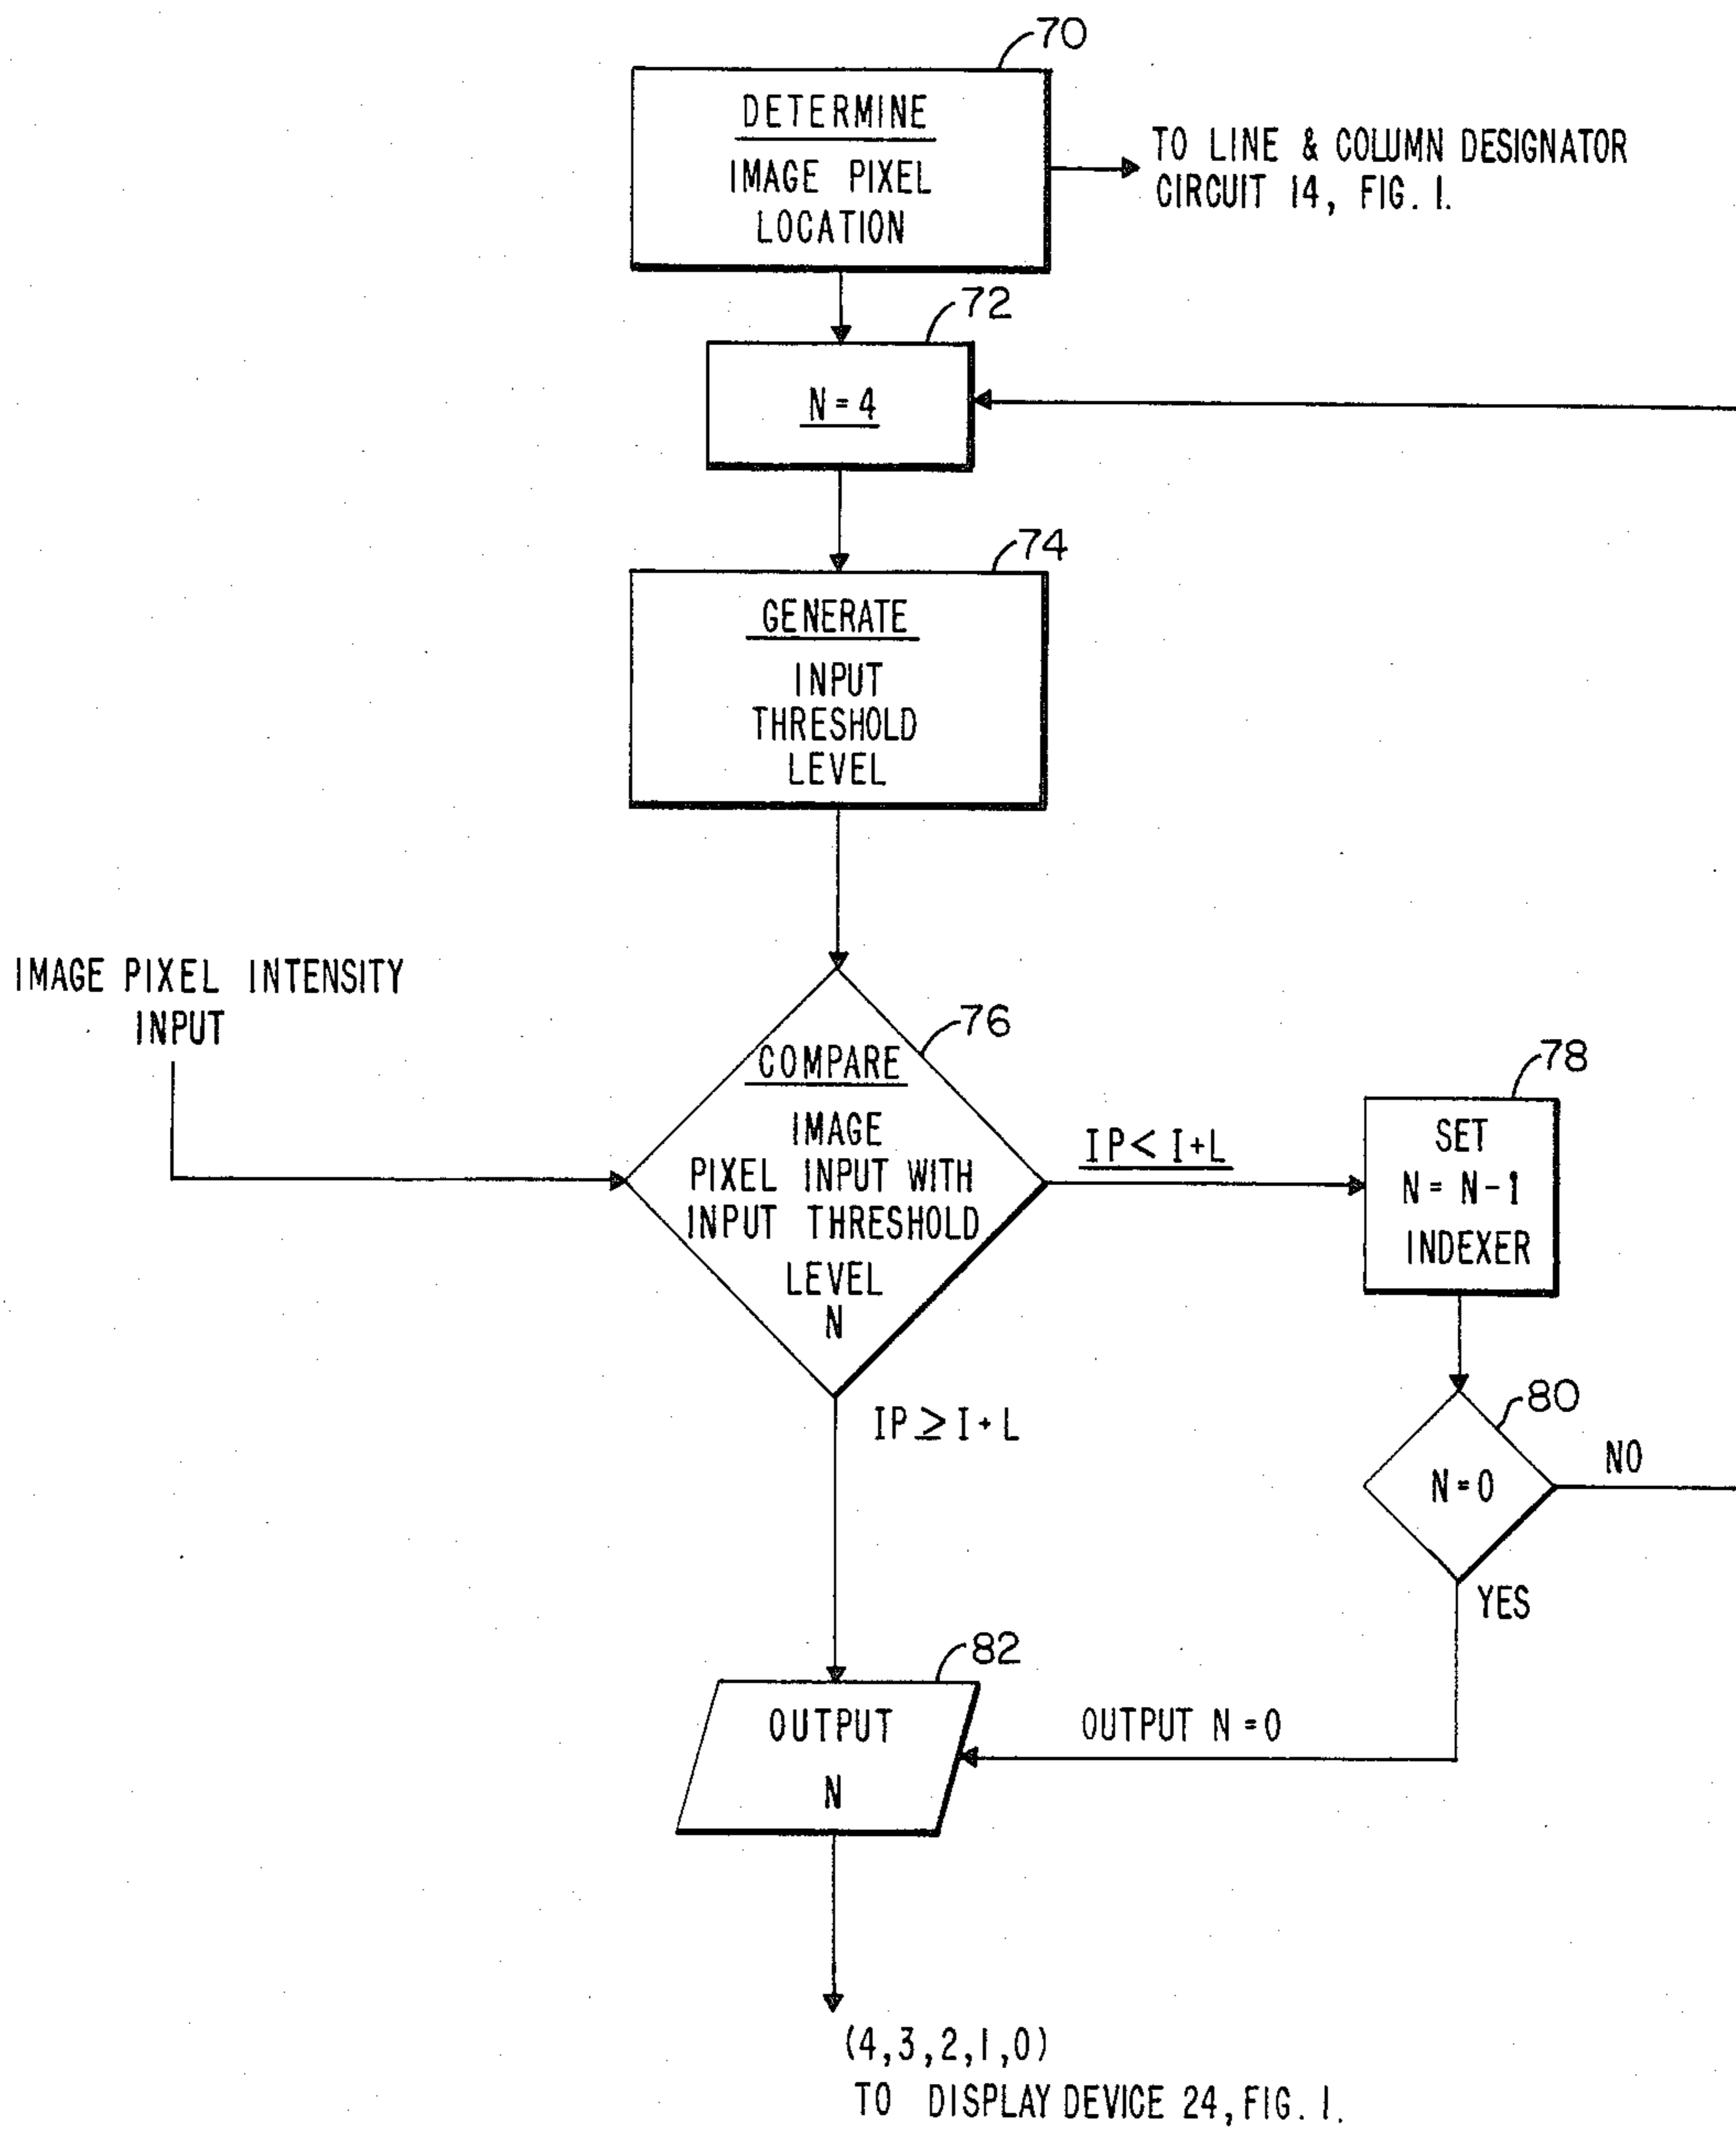 70
DETERMINE
IMAGE PIXEL
LOCATION
TO LINE & COLUMN DESIGNATOR
CIRCUIT 14, FIG. 1.
72
N = 4
74
GENERATE
INPUT
THRESHOLD
LEVEL
IMAGE PIXEL INTENSITY
INPUT
76
COMPARE
IMAGE
PIXEL INPUT WITH
INPUT THRESHOLD
LEVEL
N
IP < I+L
78
SET
N = N-1
INDEXER
IP ≥ I+L
80
N = 0
NO
YES
82
OUTPUT
N
OUTPUT N = 0
(4,3,2,1,0)
TO DISPLAY DEVICE 24, FIG. 1.